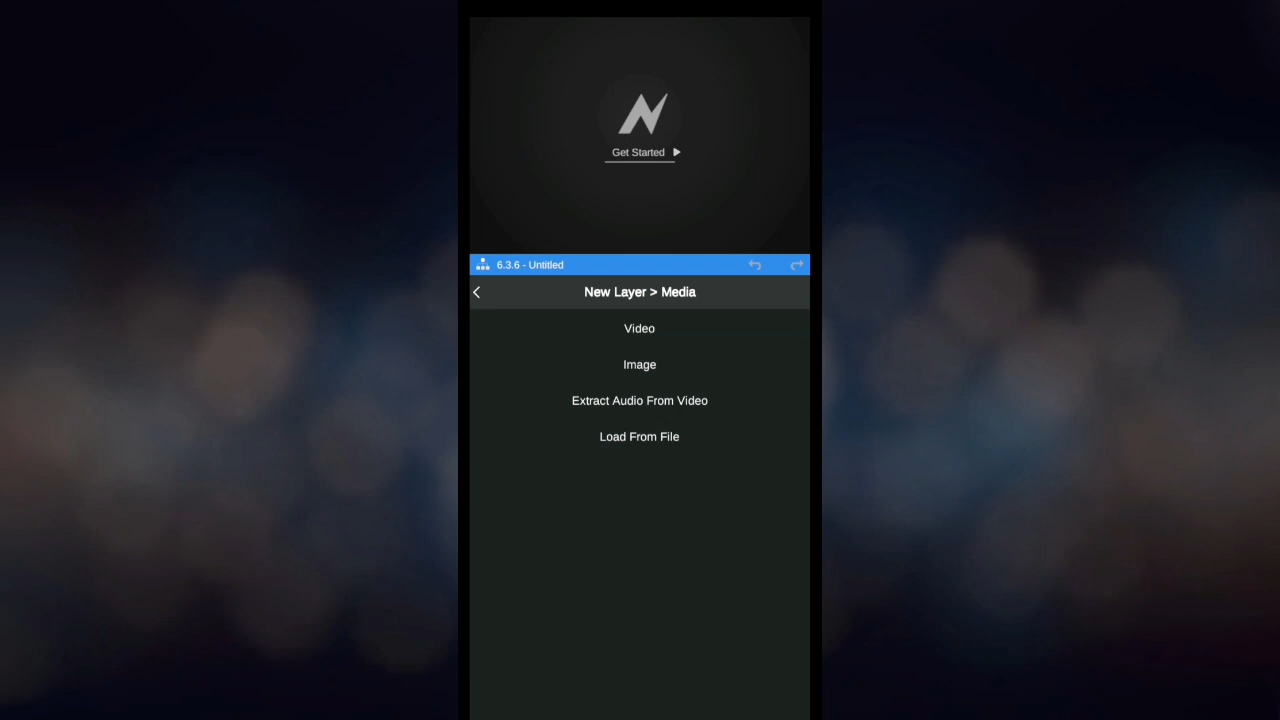 Get Started
6.3.6 - Untitled
New Layer > Media
Video
Image
Extract Audio From Video
Load From File